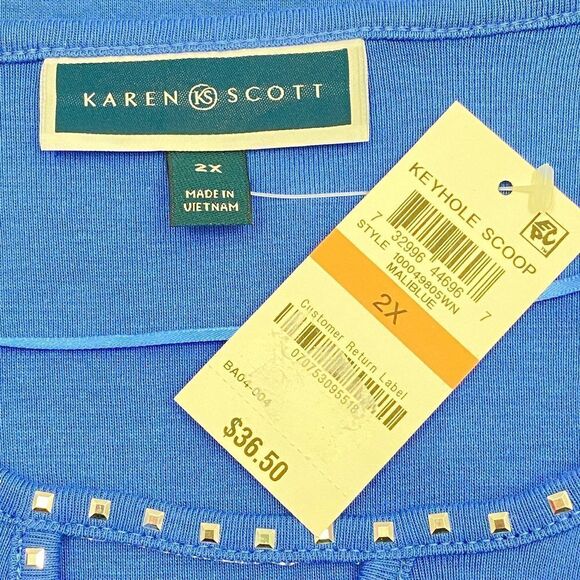 KAREN KS SCOTT
2X
MADE IN
VIETNAM
KEYHOLE SCOOP
7 32996 44696 7
STYLE 100049805WN
MALIBLUE
2X
Customer Return Label
070753095518
BA04-004
$36.50